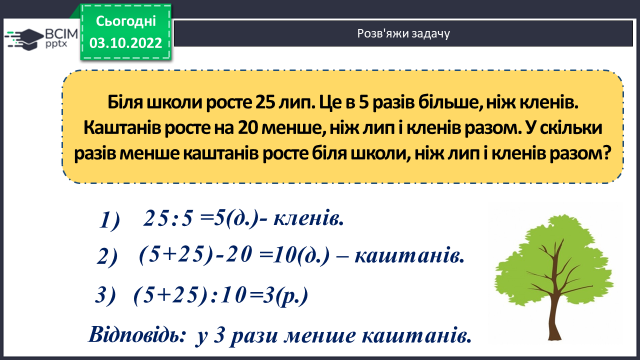 Сьогодні
03.10.2022
ВСІМ
pptx
Розв'яжи задачу
Біля школи росте 25 лип. Це в 5 разів більше, ніж кленів.
Каштанів росте на 20 менше, ніж лип і кленів разом. У скільки
разів менше каштанів росте біля школи, ніж лип і кленів разом?
1) 25:5 =5(д.)- кленів.
2) (5+25)-20 =10(д.) – каштанів.
3) (5+25):10=3(р.)
Відповідь: у 3 рази менше каштанів.